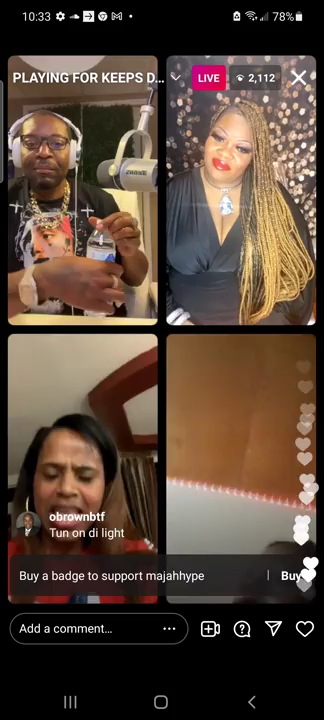 10:33
78%
PLAYING FOR KEEPS D...
LIVE
2,112
obrownbtf
Tun on di light
Buy a badge to support majahhype
Buy
Add a comment...